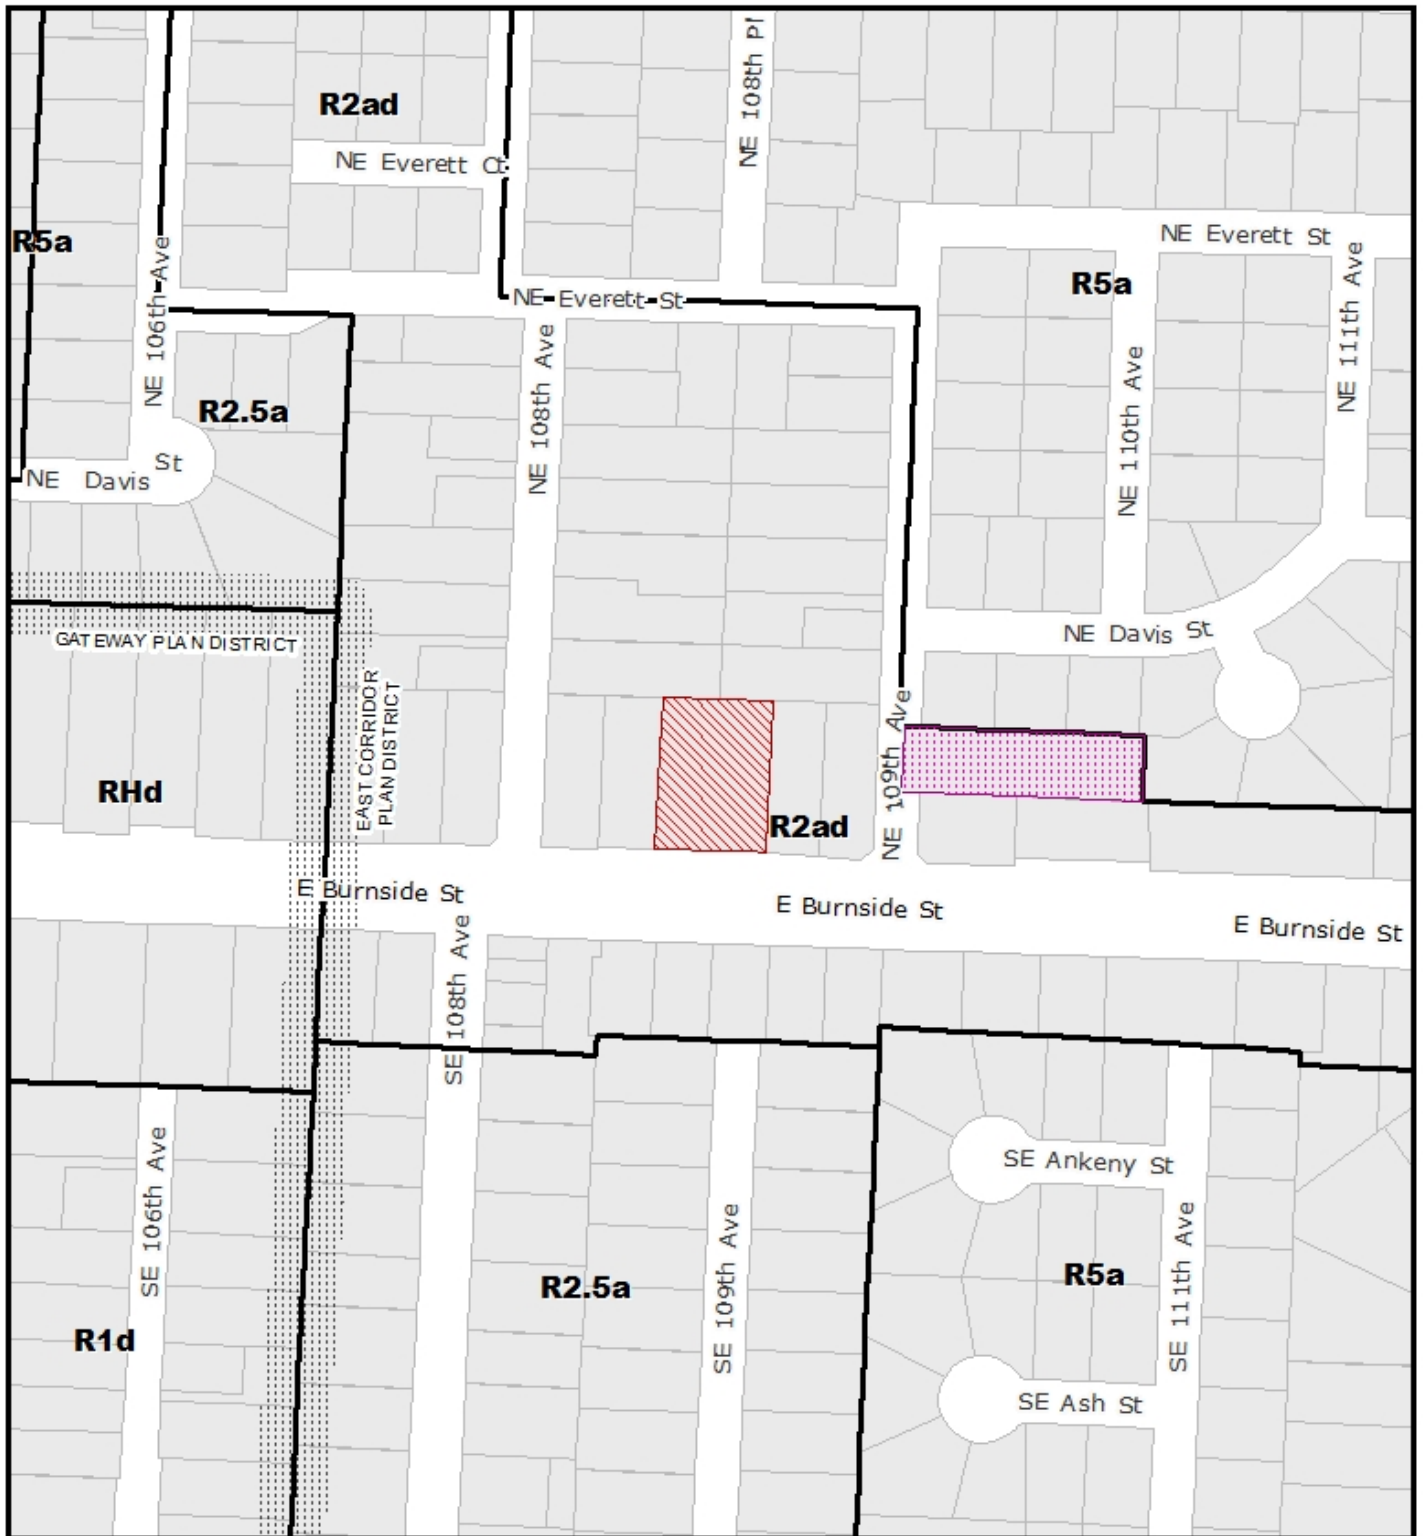 NE 108th Pl
R2ad
NE Everett Ct
R5a
NE 106th Ave
NE Everett St
R5a
NE Everett St
NE 111th Ave
NE 108th Ave
NE 110th Ave
R2.5a
NE Davis St
GATEWAY PLAN DISTRICT
NE Davis St
EAST CORRIDOR
PLAN DISTRICT
NE 109th Ave
RHd
R2ad
E Burnside St
E Burnside St
E Burnside St
SE 108th Ave
SE 106th Ave
SE Ankeny St
SE 109th Ave
SE 111th Ave
R2.5a
R5a
R1d
SE Ash St